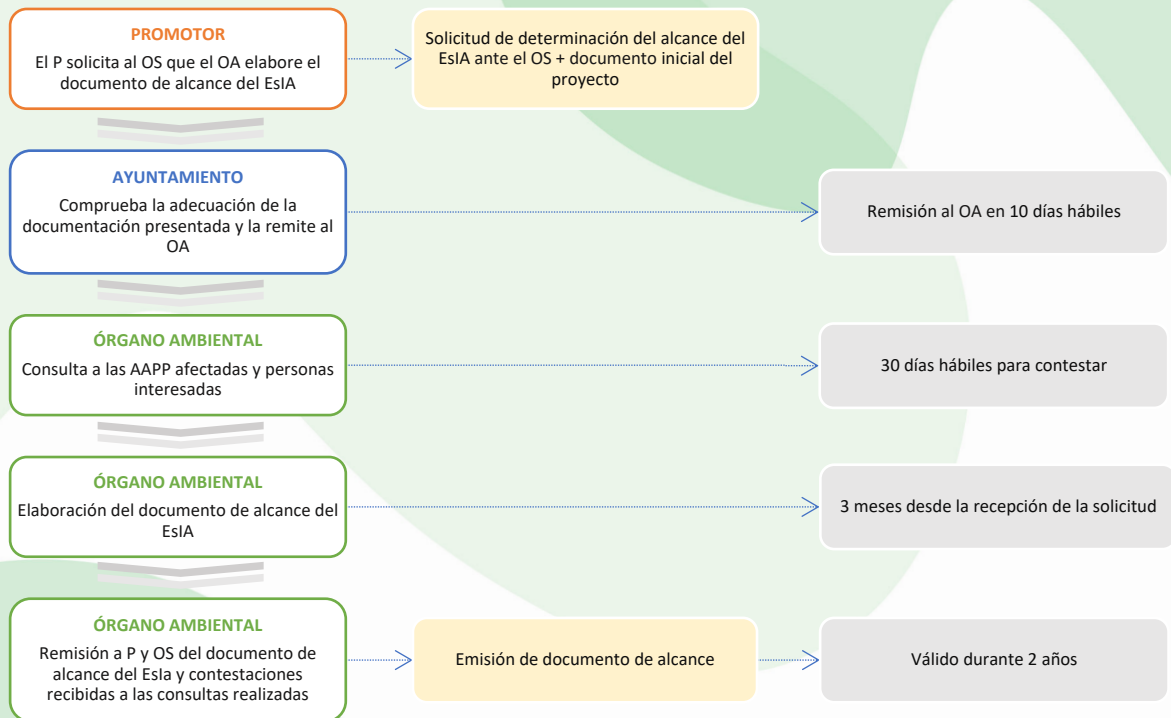 PROMOTOR
El P solicita al OS que el OA elabore el
documento de alcance del EsIA
Solicitud de determinación del alcance del
EsIA ante el OS + documento inicial del
proyecto
AYUNTAMIENTO
Comprueba la adecuación de la
documentación presentada y la remite al
OA
Remisión al OA en 10 días hábiles
ÓRGANO AMBIENTAL
Consulta a las AAPP afectadas y personas
interesadas
30 días hábiles para contestar
ÓRGANO AMBIENTAL
Elaboración del documento de alcance del
EsIA
3 meses desde la recepción de la solicitud
ÓRGANO AMBIENTAL
Remisión a P y OS del documento de
alcance del EsIa y contestaciones
recibidas a las consultas realizadas
Emisión de documento de alcance
Válido durante 2 años